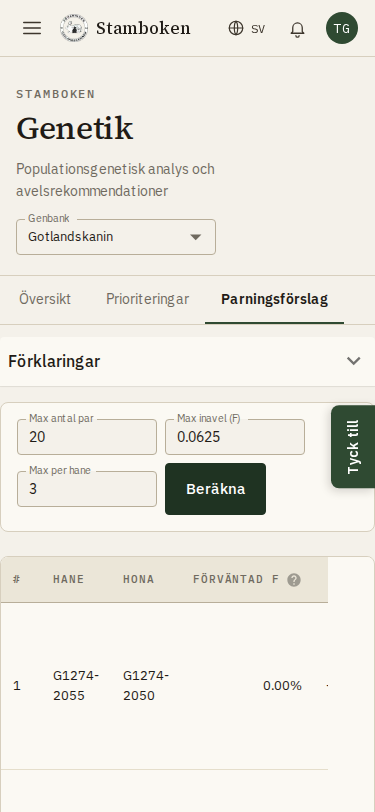 Stamboken
SV
TG
STAMBOKEN
Genetik
Populationsgenetisk analys och
avelsrekommendationer
Genbank
Gotlandskanin
Översikt
Prioriteringar
Parningsförslag
Förklaringar
Max antal par
20
Max inavel (F)
0.0625
Max per hane
3
Beräkna
Tyck till
# HANE HONA FÖRVÄNTAD F ?
1 G1274-2055 G1274-2050 0.00%